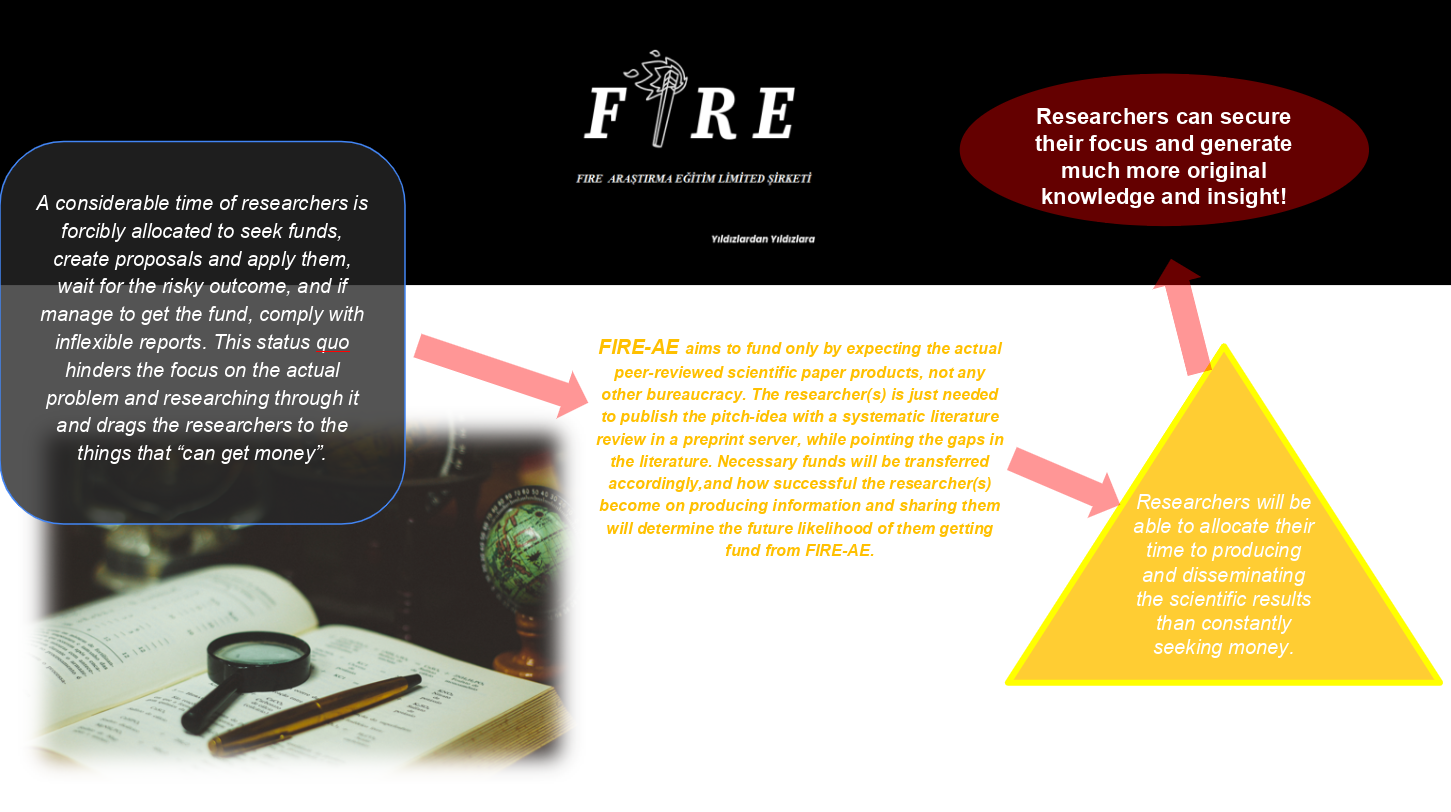 FIRE
FIRE ARAŞTIRMA EĞİTİM LİMİTED ŞİRKETİ
Yıldızlardan Yıldızlara
A considerable time of researchers is
forcibly allocated to seek funds,
create proposals and apply them,
wait for the risky outcome, and if
manage to get the fund, comply with
inflexible reports. This status quo
hinders the focus on the actual
problem and researching through it
and drags the researchers to the
things that “can get money”.
FIRE-AE aims to fund only by expecting the actual
peer-reviewed scientific paper products, not any
other bureaucracy. The researcher(s) is just needed
to publish the pitch-idea with a systematic literature
review in a preprint server, while pointing the gaps in
the literature. Necessary funds will be transferred
accordingly,and how successful the researcher(s)
become on producing information and sharing them
will determine the future likelihood of them getting
fund from FIRE-AE.
Researchers will be
able to allocate their
time to producing
and disseminating
the scientific results
than constantly
seeking money.
Researchers can secure
their focus and generate
much more original
knowledge and insight!